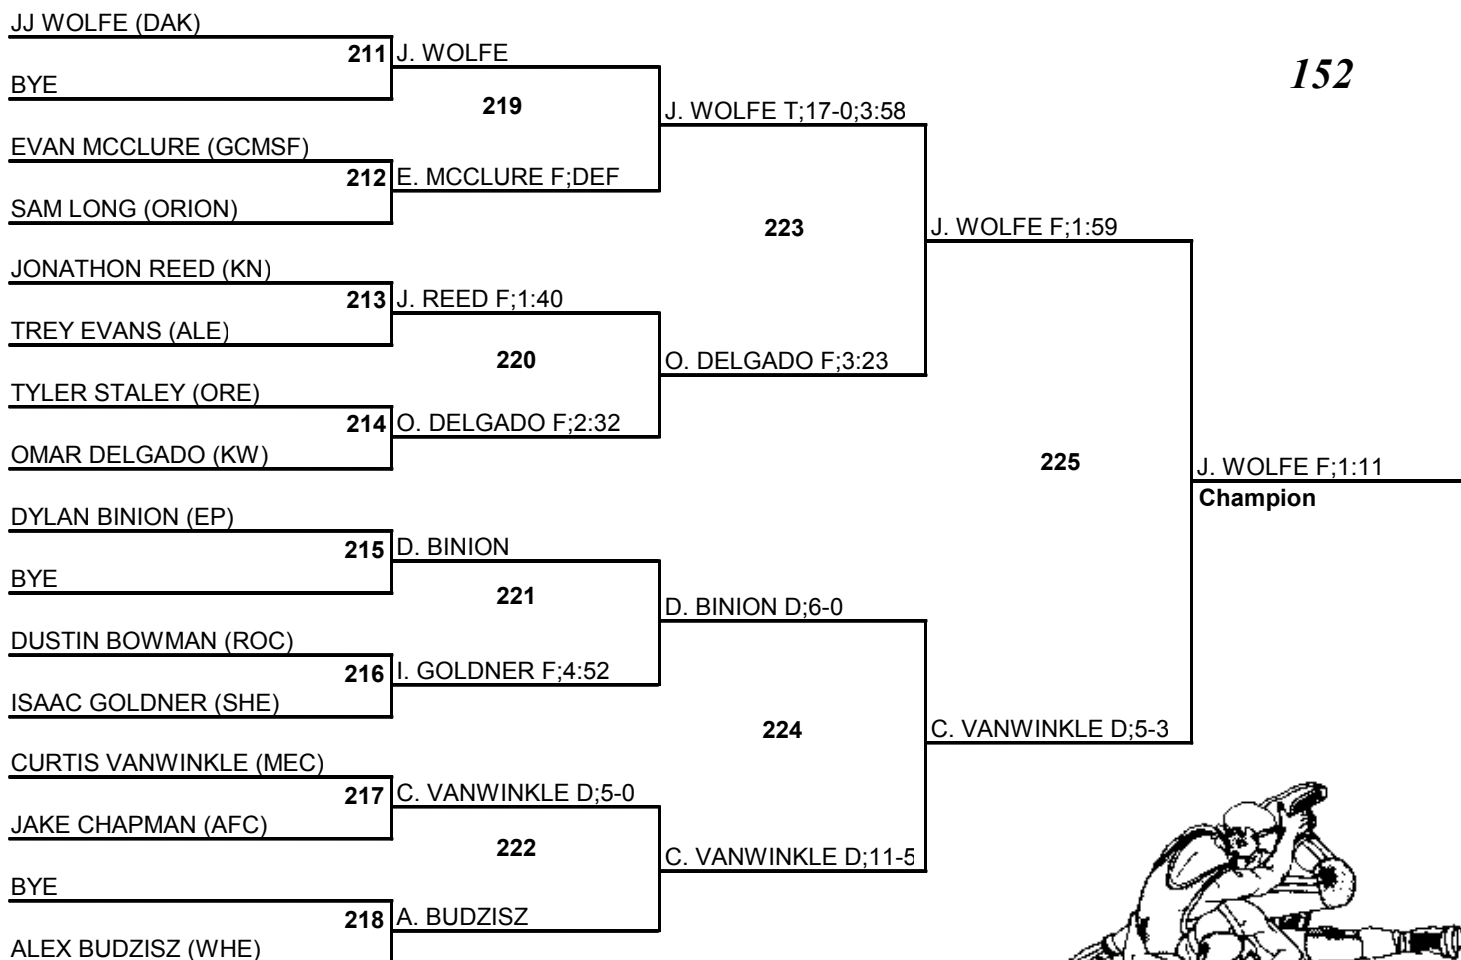 JJ WOLFE (DAK)
211 J. WOLFE
BYE
152
219
J. WOLFE T;17-0;3:58
EVAN MCCLURE (GCMSF)
212 E. MCCLURE F;DEF
SAM LONG (ORION)
223
J. WOLFE F;1:59
JONATHON REED (KN)
213 J. REED F;1:40
TREY EVANS (ALE)
220
O. DELGADO F;3:23
TYLER STALEY (ORE)
214 O. DELGADO F;2:32
OMAR DELGADO (KW)
225
J. WOLFE F;1:11
Champion
DYLAN BINION (EP)
215 D. BINION
BYE
221
D. BINION D;6-0
DUSTIN BOWMAN (ROC)
216 I. GOLDNER F;4:52
ISAAC GOLDNER (SHE)
224
C. VANWINKLE D;5-3
CURTIS VANWINKLE (MEC)
217 C. VANWINKLE D;5-0
JAKE CHAPMAN (AFC)
222
C. VANWINKLE D;11-5
BYE
218 A. BUDZISZ
ALEX BUDZISZ (WHE)